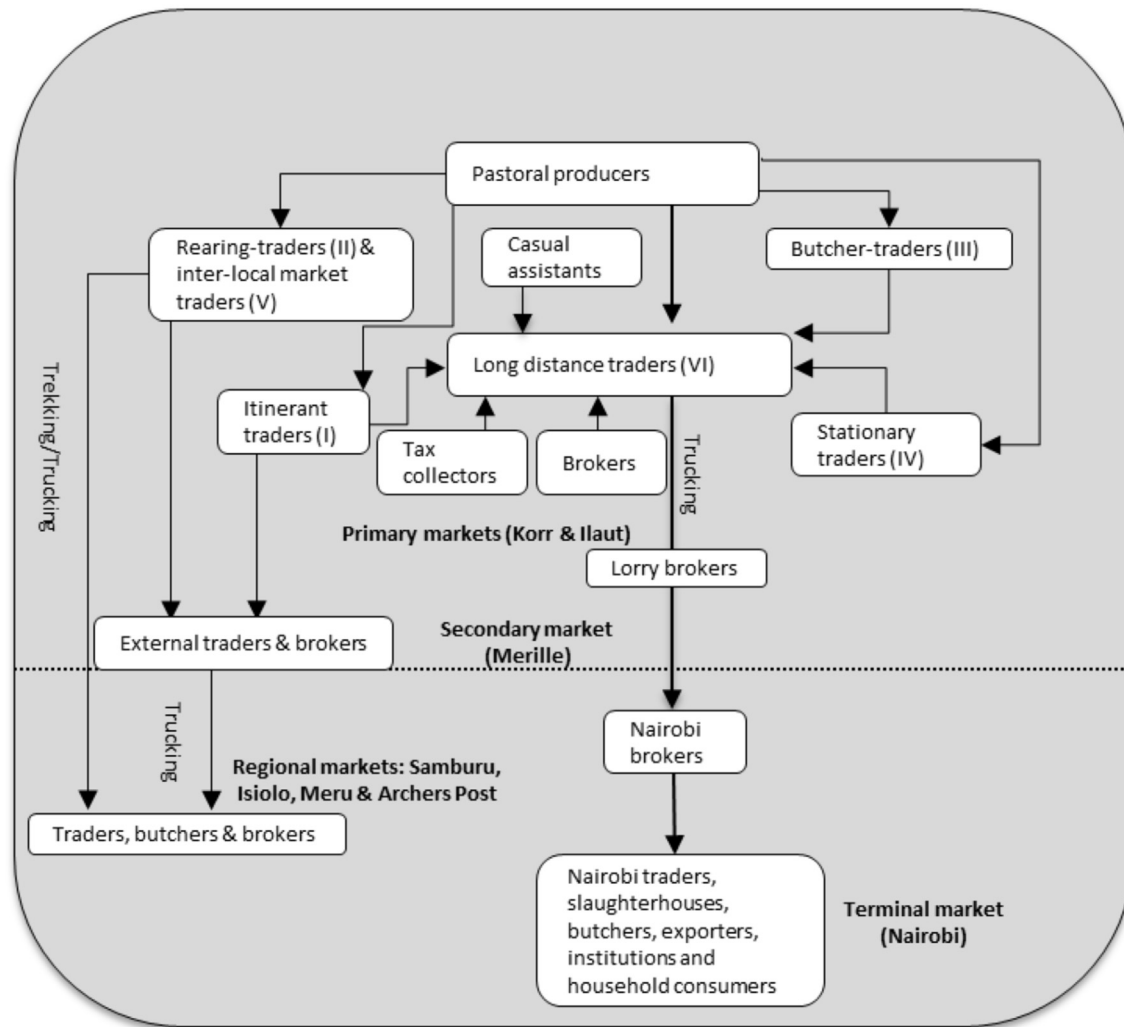 Pastoral producers
Rearing-traders (II) &
inter-local market
traders (V)
Casual
assistants
Butcher-traders (III)
Long distance traders (VI)
Itinerant
traders (I)
Tax
collectors
Brokers
Stationary
traders (IV)
Trekking/Trucking
Trucking
Primary markets (Korr & Ilaut)
Lorry brokers
External traders & brokers
Secondary market
(Merille)
Trucking
Nairobi
brokers
Regional markets: Samburu,
Isiolo, Meru & Archers Post
Traders, butchers & brokers
Nairobi traders,
slaughterhouses,
butchers, exporters,
institutions and
household consumers
Terminal market
(Nairobi)